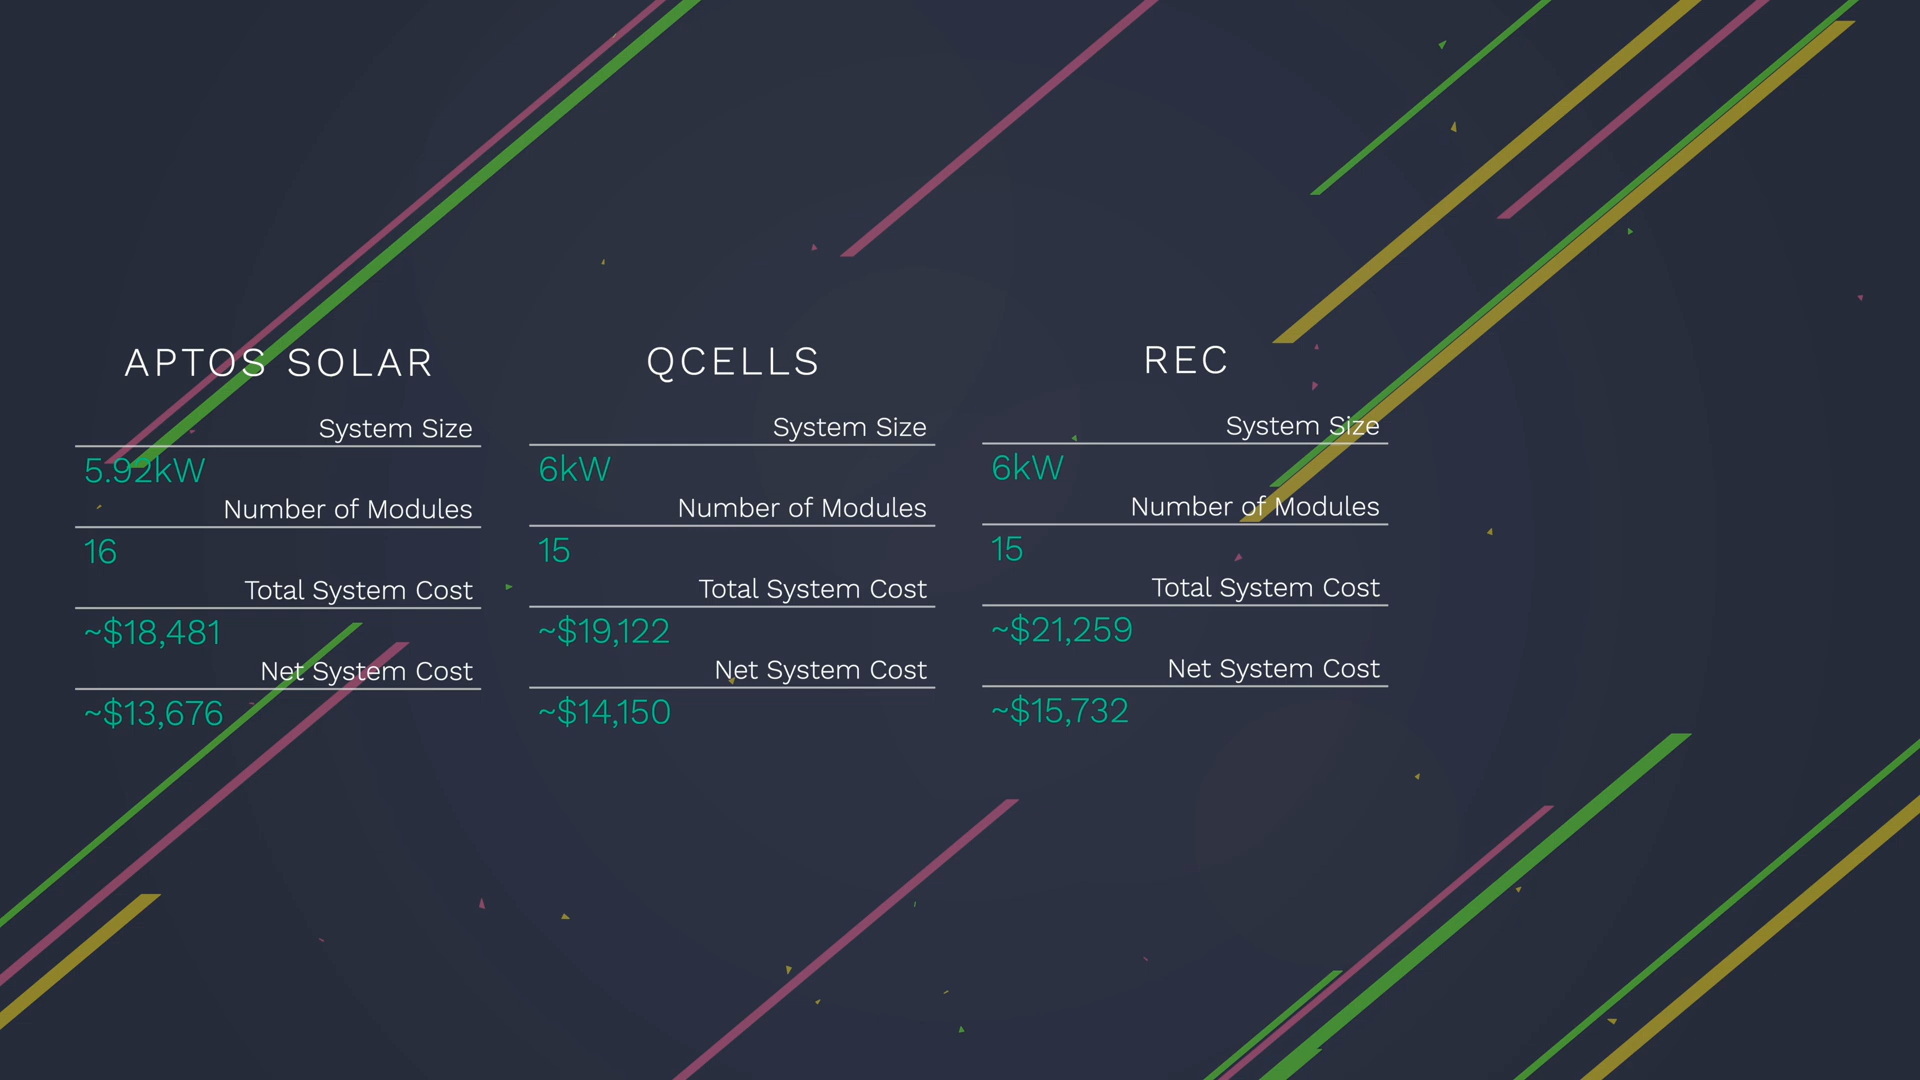 APTOS SOLAR
System Size
5.92kW
Number of Modules
16
Total System Cost
~$18,481
Net System Cost
~$13,676
QCELLS
System Size
6kW
Number of Modules
15
Total System Cost
~$19,122
Net System Cost
~$14,150
REC
System Size
6kW
Number of Modules
15
Total System Cost
~$21,259
Net System Cost
~$15,732